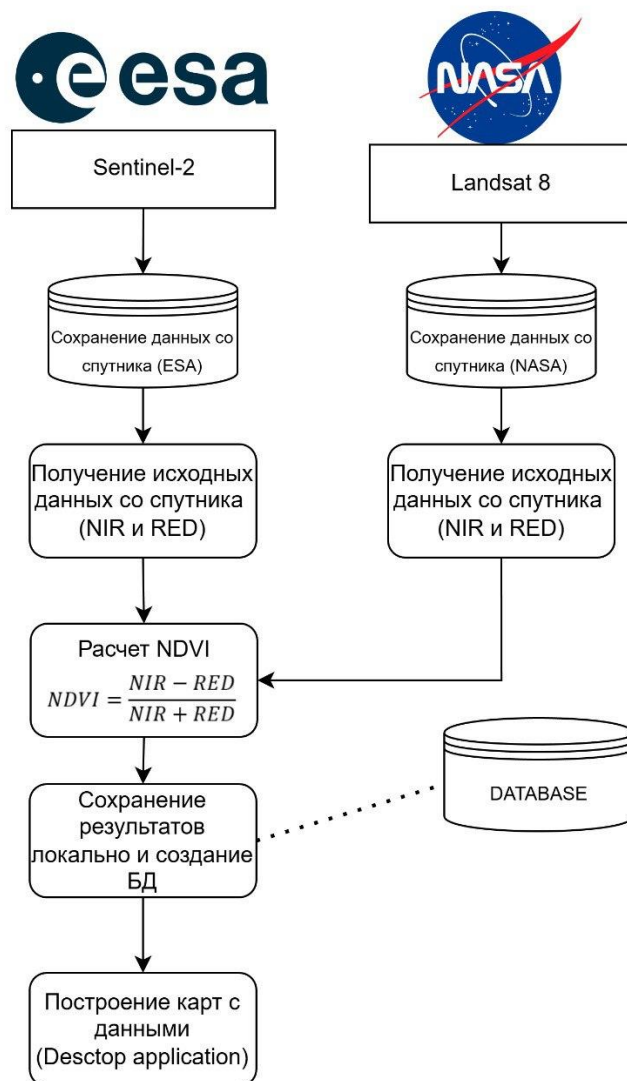 esa
NASA
Sentinel-2
Landsat 8
Сохранение данных со
спутника (ESA)
Сохранение данных со
спутника (NASA)
Получение исходных
данных со спутника
(NIR и RED)
Получение исходных
данных со спутника
(NIR и RED)
Расчет NDVI
NDVI = (NIR − RED) / (NIR + RED)
DATABASE
Сохранение
результатов
локально и создание
БД
Построение карт с
данными
(Desctop application)